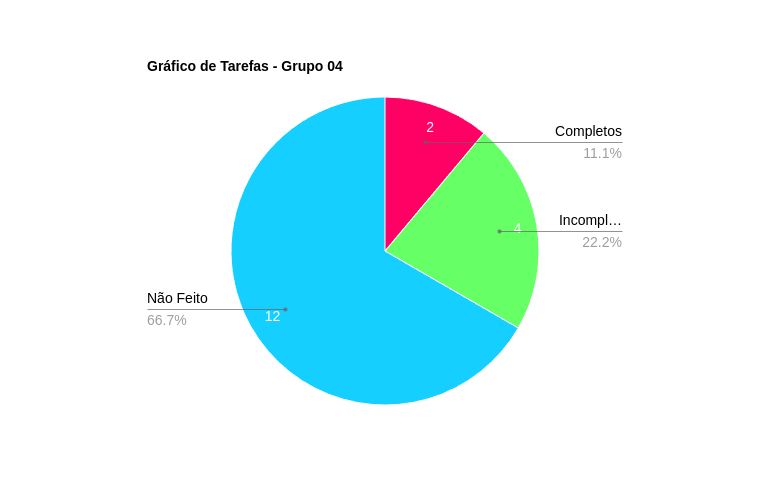 Gráfico de Tarefas - Grupo 04
2
Completos
11.1%
4
Incompl…
22.2%
Não Feito
66.7%
12